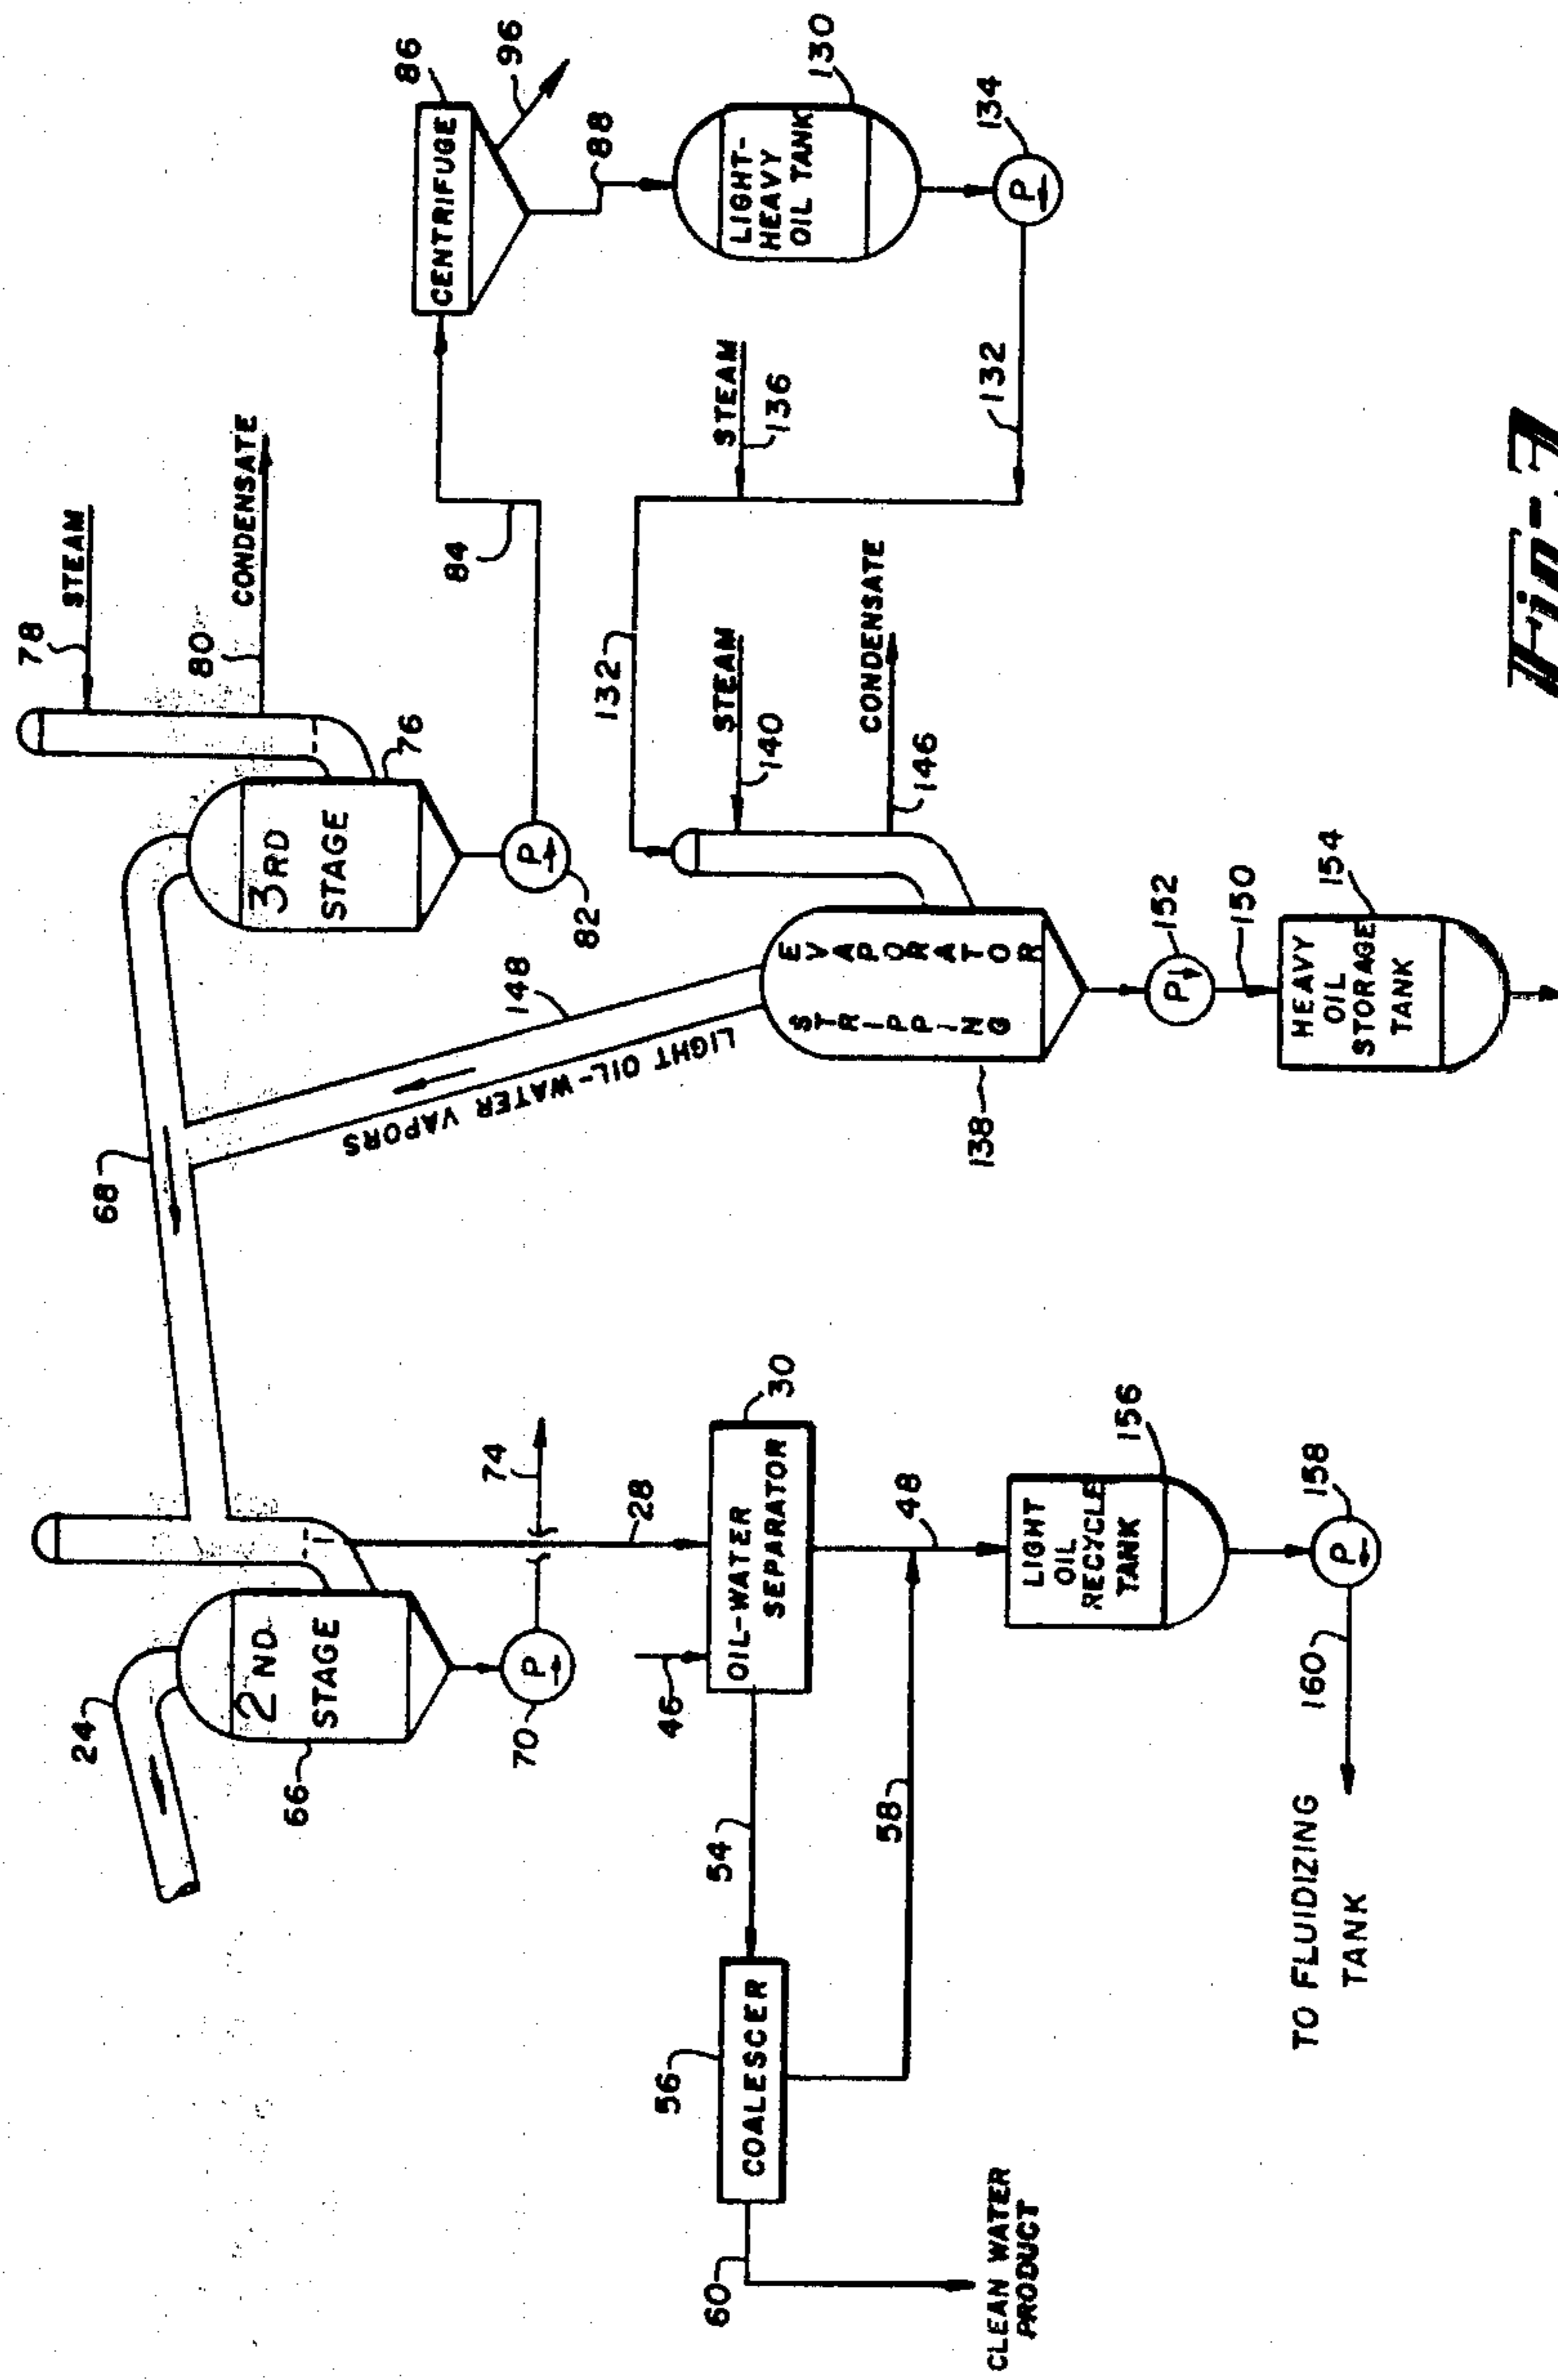 24
66
2ND
STAGE
70
74
28
46
OIL-WATER
SEPARATOR
30
54
56
COALESCER
58
60
CLEAN WATER
PRODUCT
48
LIGHT
OIL
RECYCLE
TANK
156
158
160
TO FLUIDIZING
TANK
68
148
LIGHT OIL-WATER VAPORS
3RD
STAGE
76
78
STEAM
80
CONDENSATE
82
84
CENTRIFUGE
86
96
88
LIGHT-
HEAVY
OIL TANK
130
134
132
STEAM
136
132
STEAM
140
CONDENSATE
146
STRIPPING
EVAPORATOR
138
152
150
HEAVY
OIL
STORAGE
TANK
154
P
P
P
P
P